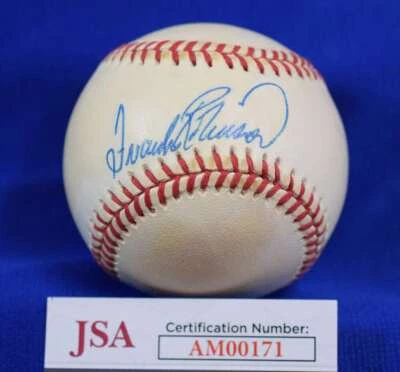 Frank Robinson
JSA
Certification Number:
AM00171